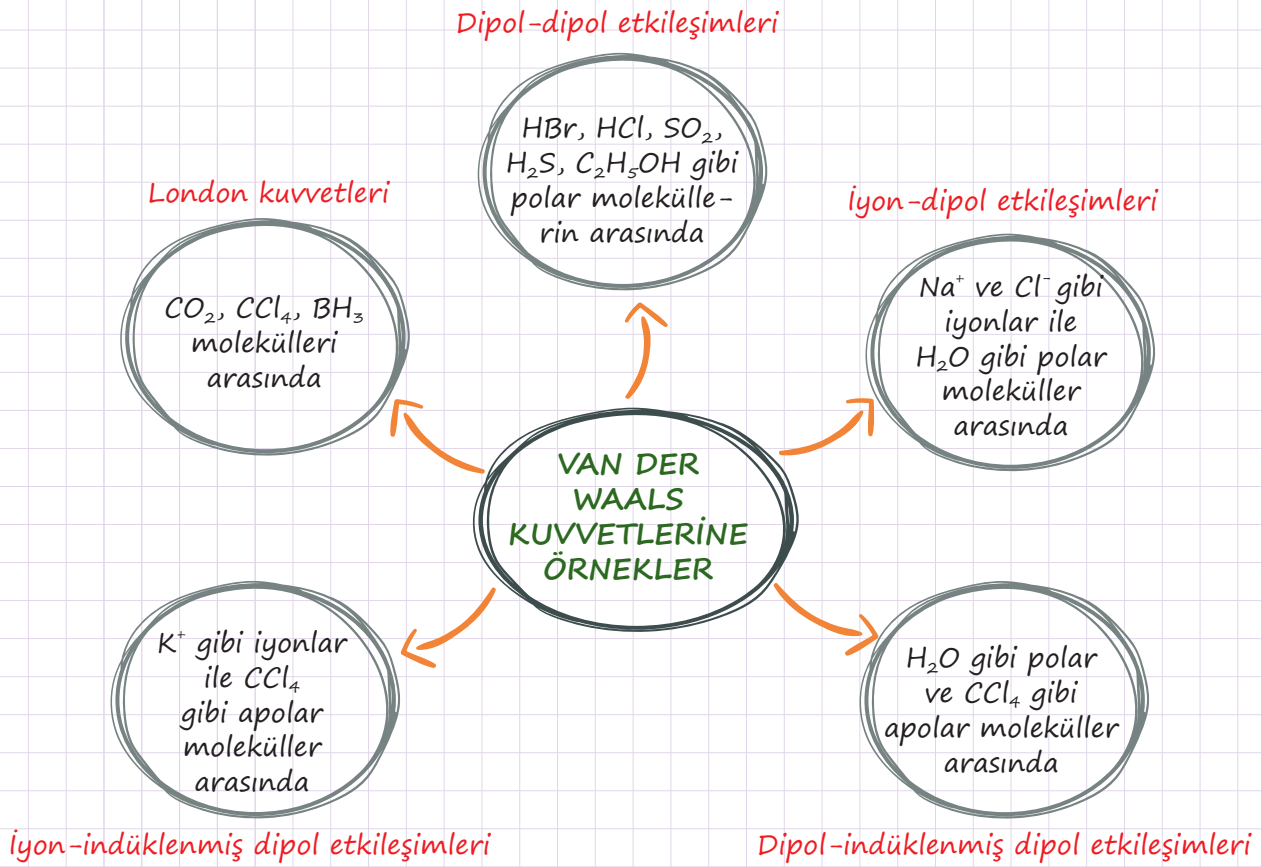 Dipol-dipol etkileşimleri
HBr, HCl, SO₂,
H₂S, C₂H₅OH gibi
polar molekülle-
rin arasında
London kuvvetleri
CO₂, CCl₄, BH₃
molekülleri
arasında
İyon-dipol etkileşimleri
Na⁺ ve Cl⁻ gibi
iyonlar ile
H₂O gibi polar
moleküller
arasında
VAN DER
WAALS
KUVVETLERİNE
ÖRNEKLER
K⁺ gibi iyonlar
ile CCl₄
gibi apolar
moleküller
arasında
İyon-indüklenmiş dipol etkileşimleri
H₂O gibi polar
ve CCl₄ gibi
apolar moleküller
arasında
Dipol-indüklenmiş dipol etkileşimleri